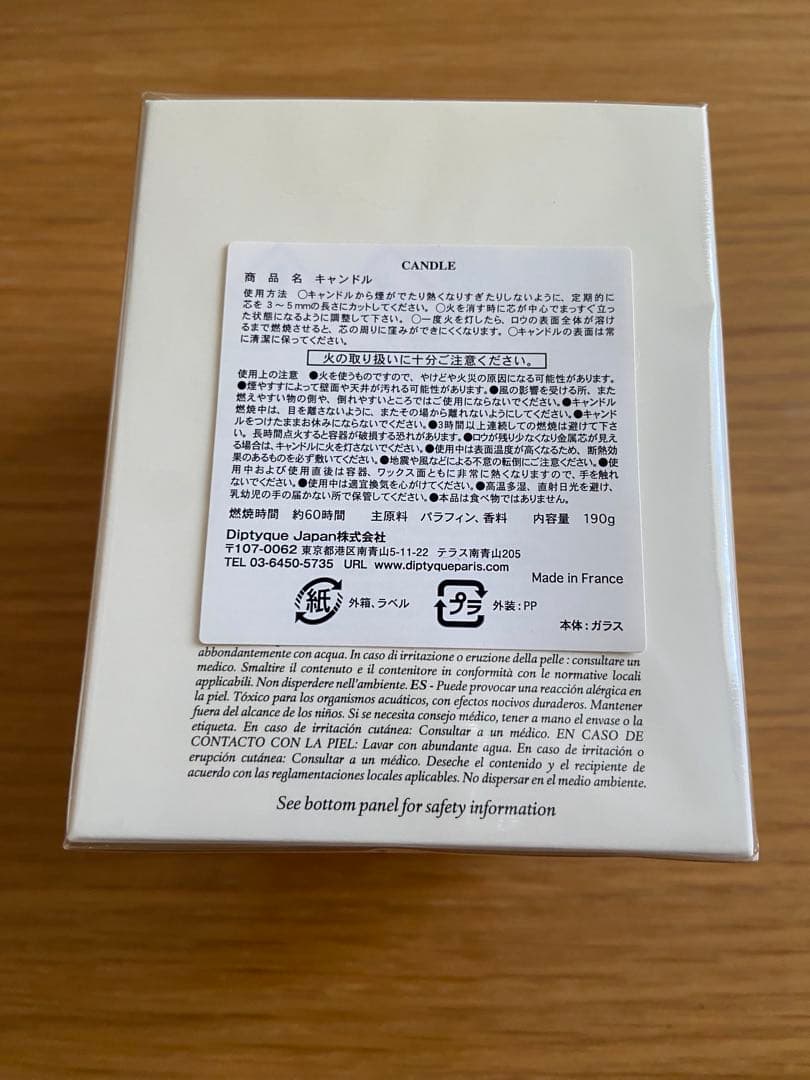 CANDLE
商品名 キャンドル
使用方法 ○キャンドルから煙がでたり熱くなりすぎたりしないように、定期的に
芯を3～5mmの長さにカットしてください。○火を消す時に芯が中心でまっすぐ立っ
た状態になるように調整して下さい。○一度火を灯したら、ロウの表面全体が溶け
るまで燃焼させると、芯の周りに窪みができにくくなります。○キャンドルの表面は常
に清潔に保ってください。
火の取り扱いに十分ご注意ください。
使用上の注意 ●火を使うものですので、やけどや火災の原因になる可能性があります。
●煙やすすによって壁面や天井が汚れる可能性があります。●風の影響を受ける所、また
燃えやすい物の側や、倒れやすいところではご使用にならないでください。●キャンドル
燃焼中は、目を離さないように、またその場から離れないようにしてください。●キャンド
ルをつけたままお休みにならないでください。●3時間以上連続しての燃焼は避けて下さ
い。長時間点火すると容器が破損する恐れがあります。●ロウが残り少なくなり金属芯が見え
る場合は、キャンドルに火を灯さないでください。●使用中は表面温度が高くなるため、断熱効
果のあるものを必ず敷いてください。●地震や風などによる不意の転倒にご注意ください。●使
用中および使用直後は容器、ワックス面ともに非常に熱くなりますので、手を触れ
ないでください。●使用中は適宜換気を心がけてください。●高温多湿、直射日光を避け、
乳幼児の手の届かない所で保管してください。●本品は食べ物ではありません。
燃焼時間 約60時間 主原料 パラフィン、香料 内容量 190g
Diptyque Japan株式会社
〒107-0062 東京都港区南青山5-11-22 テラス南青山205
TEL 03-6450-5735 URL www.diptyqueparis.com
Made in France
紙 外箱、ラベル プラ 外装:PP
本体:ガラス
abbondantemente con acqua. In caso di irritazione o eruzione della pelle : consultare un
medico. Smaltire il contenuto e il contenitore in conformità con le normative locali
applicabili. Non disperdere nell'ambiente. ES - Puede provocar una reacción alérgica en
la piel. Tóxico para los organismos acuáticos, con efectos nocivos duraderos. Mantener
fuera del alcance de los niños. Si se necesita consejo médico, tener a mano el envase o la
etiqueta. En caso de irritación cutánea: Consultar a un médico. EN CASO DE
CONTACTO CON LA PIEL: Lavar con abundante agua. En caso de irritación o
erupción cutánea: Consultar a un médico. Deseche el contenido y el recipiente de
acuerdo con las reglamentaciones locales aplicables. No dispersar en el medio ambiente.
See bottom panel for safety information